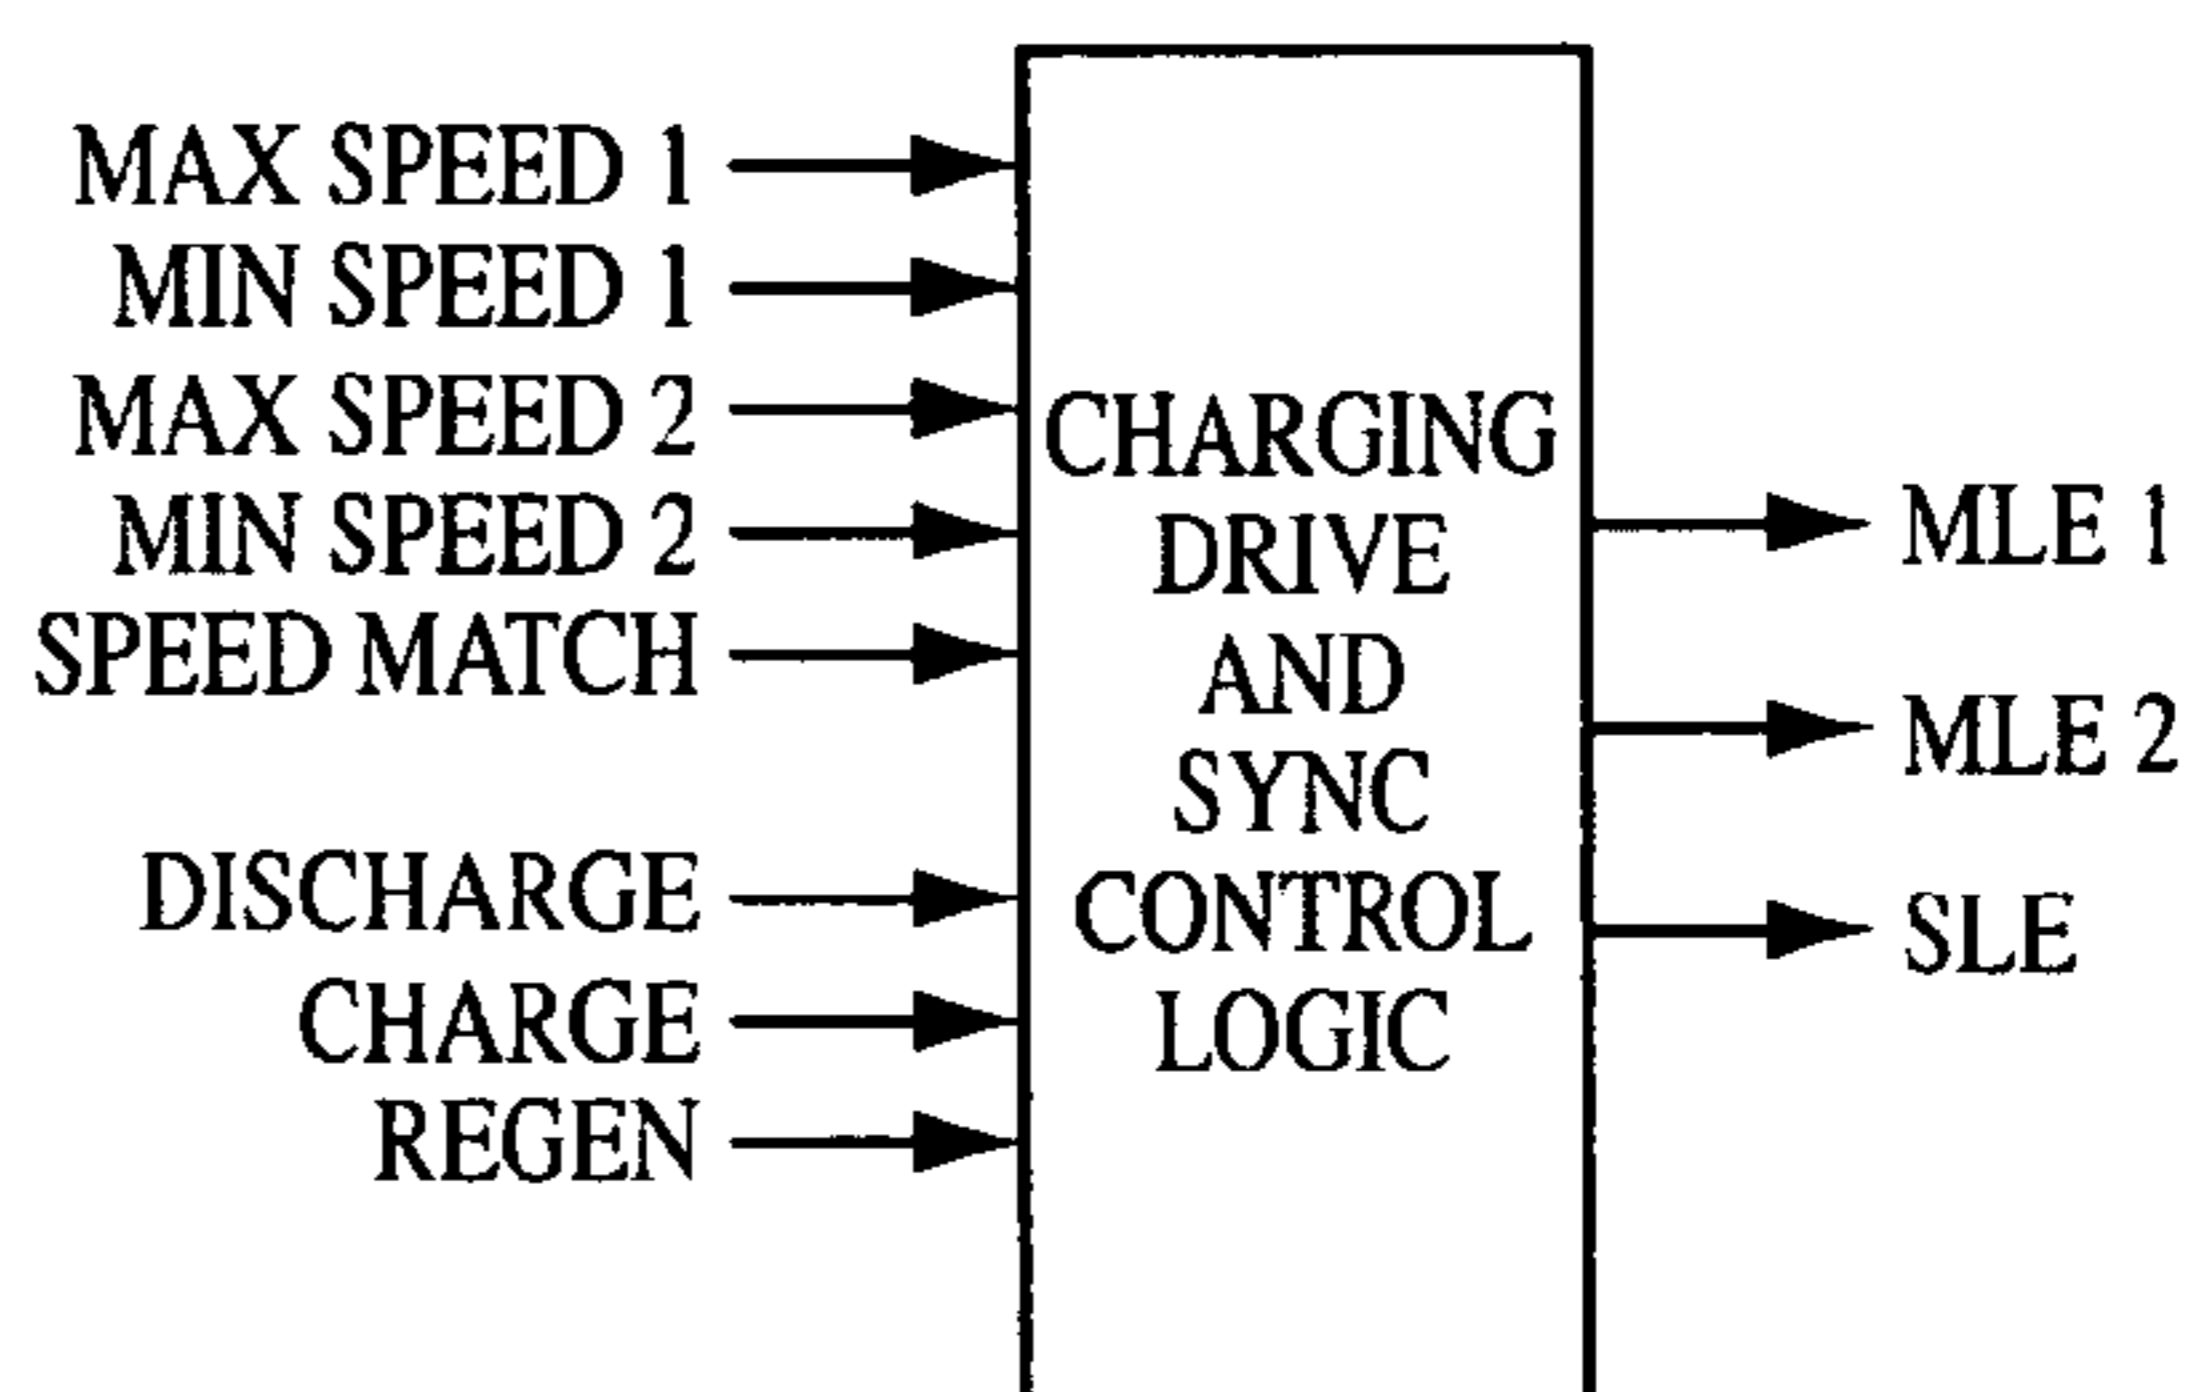 MAX SPEED 1
MIN SPEED 1
MAX SPEED 2
MIN SPEED 2
SPEED MATCH
DISCHARGE
CHARGE
REGEN
CHARGING
DRIVE
AND
SYNC
CONTROL
LOGIC
MLE 1
MLE 2
SLE